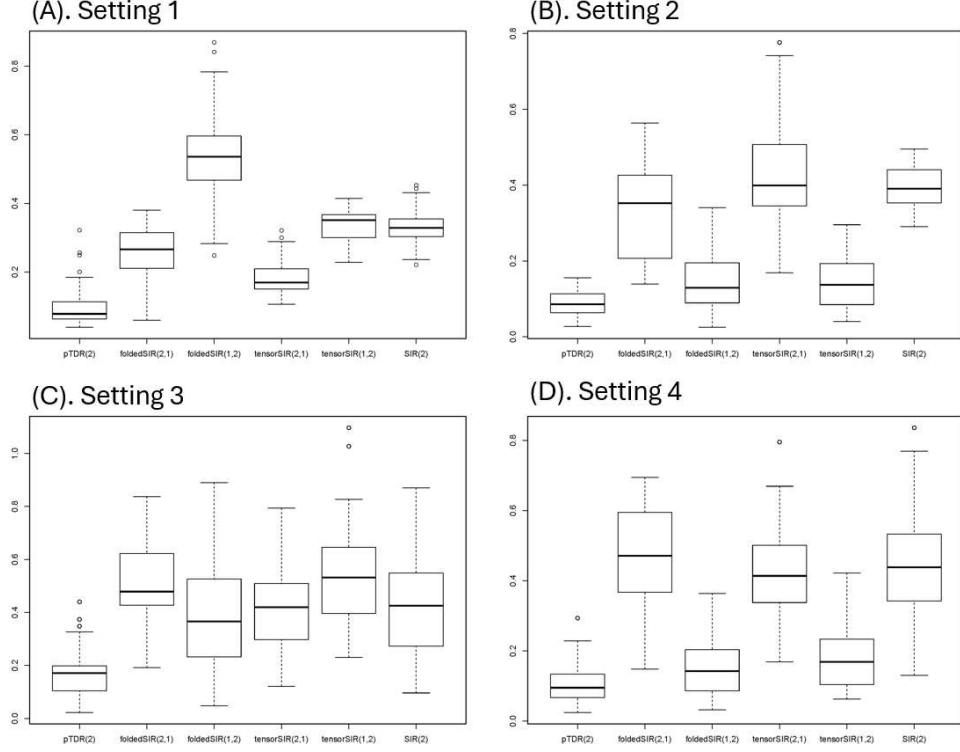 (A). Setting 1
0.8
0.6
0.4
0.2
pTDR(2) foldedSIR(2,1) foldedSIR(1,2) tensorSIR(2,1) tensorSIR(1,2) SIR(2)
(B). Setting 2
0.8
0.6
0.4
0.2
0.0
pTDR(2) foldedSIR(2,1) foldedSIR(1,2) tensorSIR(2,1) tensorSIR(1,2) SIR(2)
(C). Setting 3
1.0
0.8
0.6
0.4
0.2
0.0
pTDR(2) foldedSIR(2,1) foldedSIR(1,2) tensorSIR(2,1) tensorSIR(1,2) SIR(2)
(D). Setting 4
0.8
0.6
0.4
0.2
0.0
pTDR(2) foldedSIR(2,1) foldedSIR(1,2) tensorSIR(2,1) tensorSIR(1,2) SIR(2)